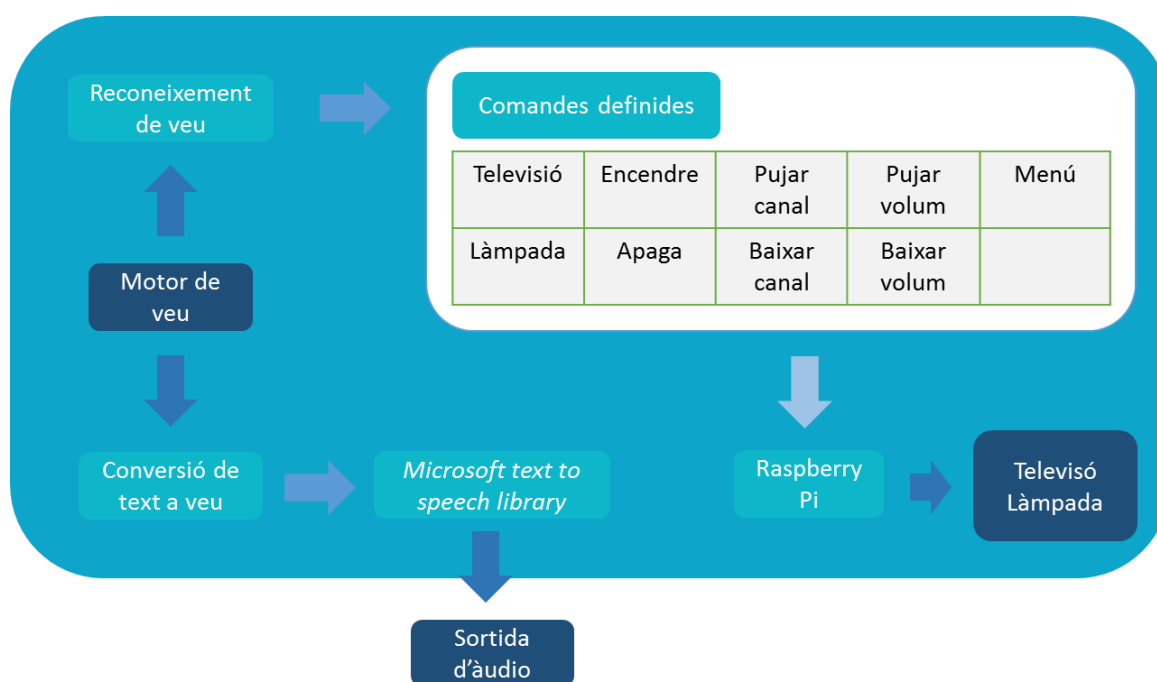 Reconeixement
de veu
Comandes definides
Televisió Encendre Pujar canal Pujar volum Menú
Làmpada Apaga Baixar canal Baixar volum
Motor de
veu
Conversió de
text a veu
Microsoft text to
speech library
Raspberry
Pi
Televisó
Làmpada
Sortida
d'àudio